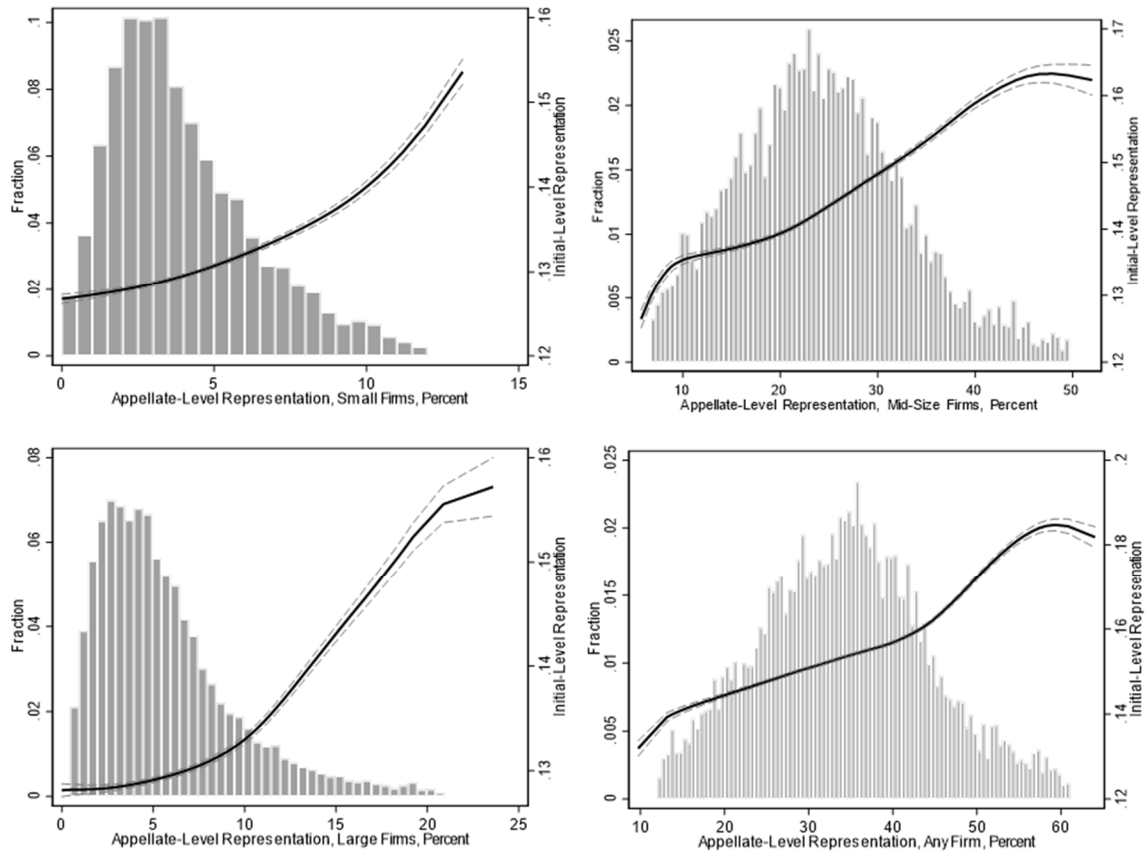 .1
.08
.06
.04
.02
0
Fraction
.16
.15
.14
.13
.12
Initial-Level Representation
0 5 10 15
Appellate-Level Representation, Small Firms, Percent
.025
.02
.015
.01
.005
0
Fraction
.17
.16
.15
.14
.13
.12
Initial-Level Representation
10 20 30 40 50
Appellate-Level Representation, Mid-Size Firms, Percent
.08
.06
.04
.02
0
Fraction
.16
.15
.14
.13
Initial-Level Representation
0 5 10 15 20 25
Appellate-Level Representation, Large Firms, Percent
.025
.02
.015
.01
.005
0
Fraction
.2
.18
.16
.14
.12
Initial-Level Representation
10 20 30 40 50 60
Appellate-Level Representation, Any Firm, Percent